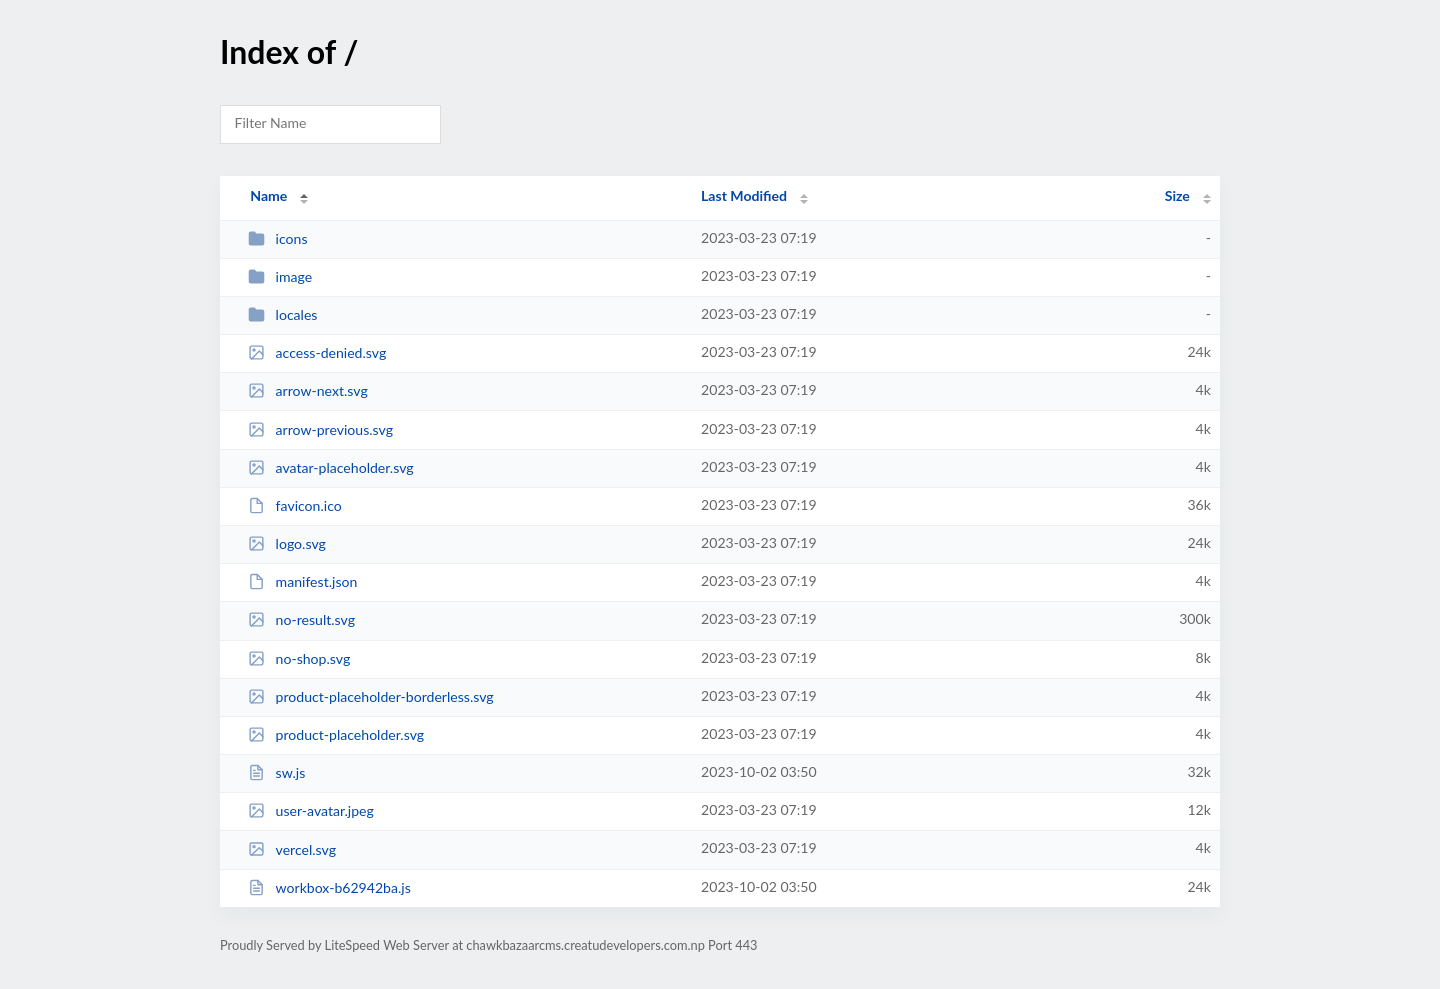 Index of /
Filter Name
Name Last Modified Size
icons 2023-03-23 07:19 -
image 2023-03-23 07:19 -
locales 2023-03-23 07:19 -
access-denied.svg 2023-03-23 07:19 24k
arrow-next.svg 2023-03-23 07:19 4k
arrow-previous.svg 2023-03-23 07:19 4k
avatar-placeholder.svg 2023-03-23 07:19 4k
favicon.ico 2023-03-23 07:19 36k
logo.svg 2023-03-23 07:19 24k
manifest.json 2023-03-23 07:19 4k
no-result.svg 2023-03-23 07:19 300k
no-shop.svg 2023-03-23 07:19 8k
product-placeholder-borderless.svg 2023-03-23 07:19 4k
product-placeholder.svg 2023-03-23 07:19 4k
sw.js 2023-10-02 03:50 32k
user-avatar.jpeg 2023-03-23 07:19 12k
vercel.svg 2023-03-23 07:19 4k
workbox-b62942ba.js 2023-10-02 03:50 24k
Proudly Served by LiteSpeed Web Server at chawkbazaarcms.creatudevelopers.com.np Port 443